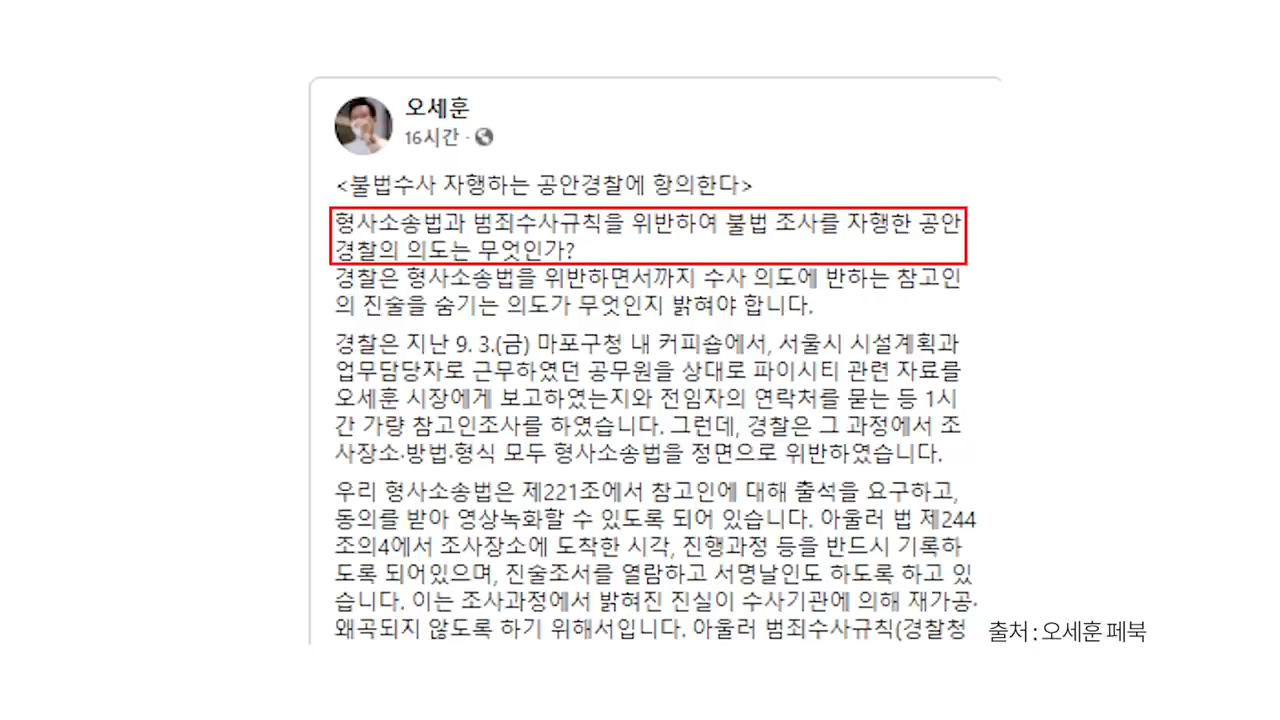 오세훈
16시간 ·
<불법수사 자행하는 공안경찰에 항의한다>
형사소송법과 범죄수사규칙을 위반하여 불법 조사를 자행한 공안
경찰의 의도는 무엇인가?
경찰은 형사소송법을 위반하면서까지 수사 의도에 반하는 참고인
의 진술을 숨기는 의도가 무엇인지 밝혀야 합니다.
경찰은 지난 9. 3.(금) 마포구청 내 커피숍에서, 서울시 시설계획과
업무담당자로 근무하였던 공무원을 상대로 파이시티 관련 자료를
오세훈 시장에게 보고하였는지와 전임자의 연락처를 묻는 등 1시
간 가량 참고인조사를 하였습니다. 그런데, 경찰은 그 과정에서 조
사장소·방법·형식 모두 형사소송법을 정면으로 위반하였습니다.
우리 형사소송법은 제221조에서 참고인에 대해 출석을 요구하고,
동의를 받아 영상녹화할 수 있도록 되어 있습니다. 아울러 법 제244
조의4에서 조사장소에 도착한 시각, 진행과정 등을 반드시 기록하
도록 되어있으며, 진술조서를 열람하고 서명날인도 하도록 하고 있
습니다. 이는 조사과정에서 밝혀진 진실이 수사기관에 의해 재가공·
왜곡되지 않도록 하기 위해서입니다. 아울러 범죄수사규칙(경찰청
출처 : 오세훈 페북